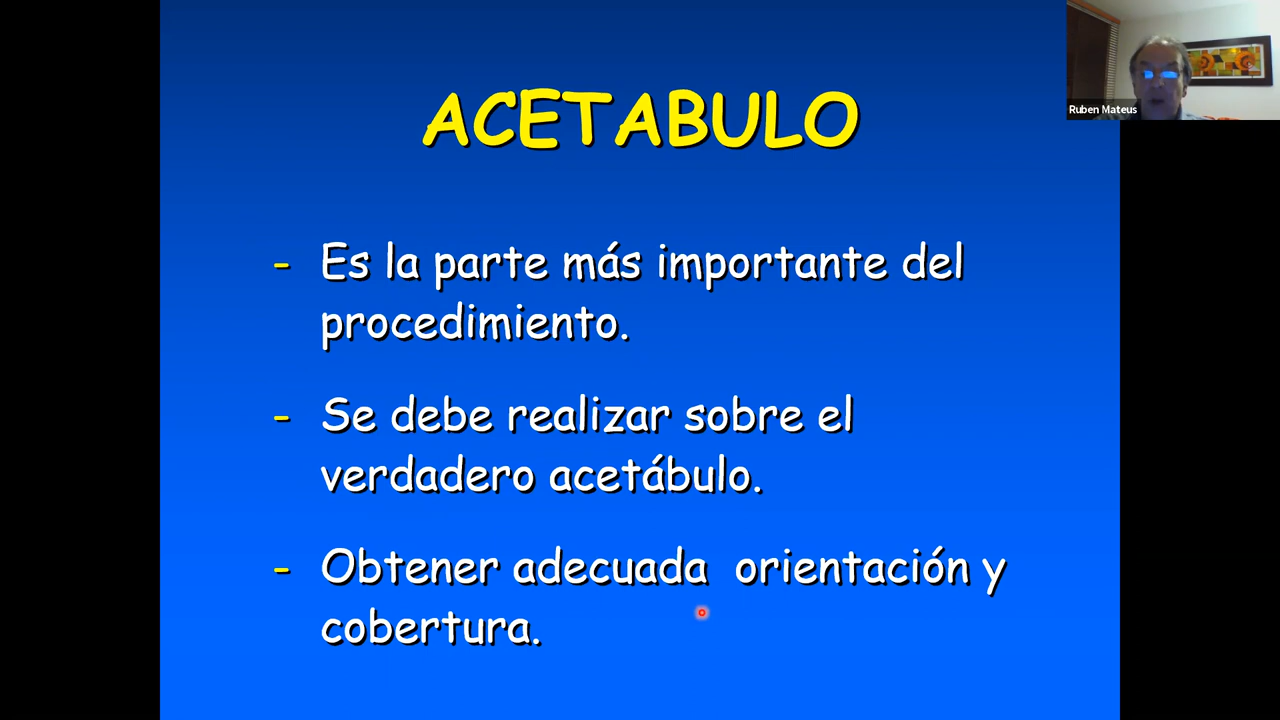 ACETABULO
Ruben Mateus
- Es la parte más importante del
procedimiento.
- Se debe realizar sobre el
verdadero acetábulo.
- Obtener adecuada orientación y
cobertura.